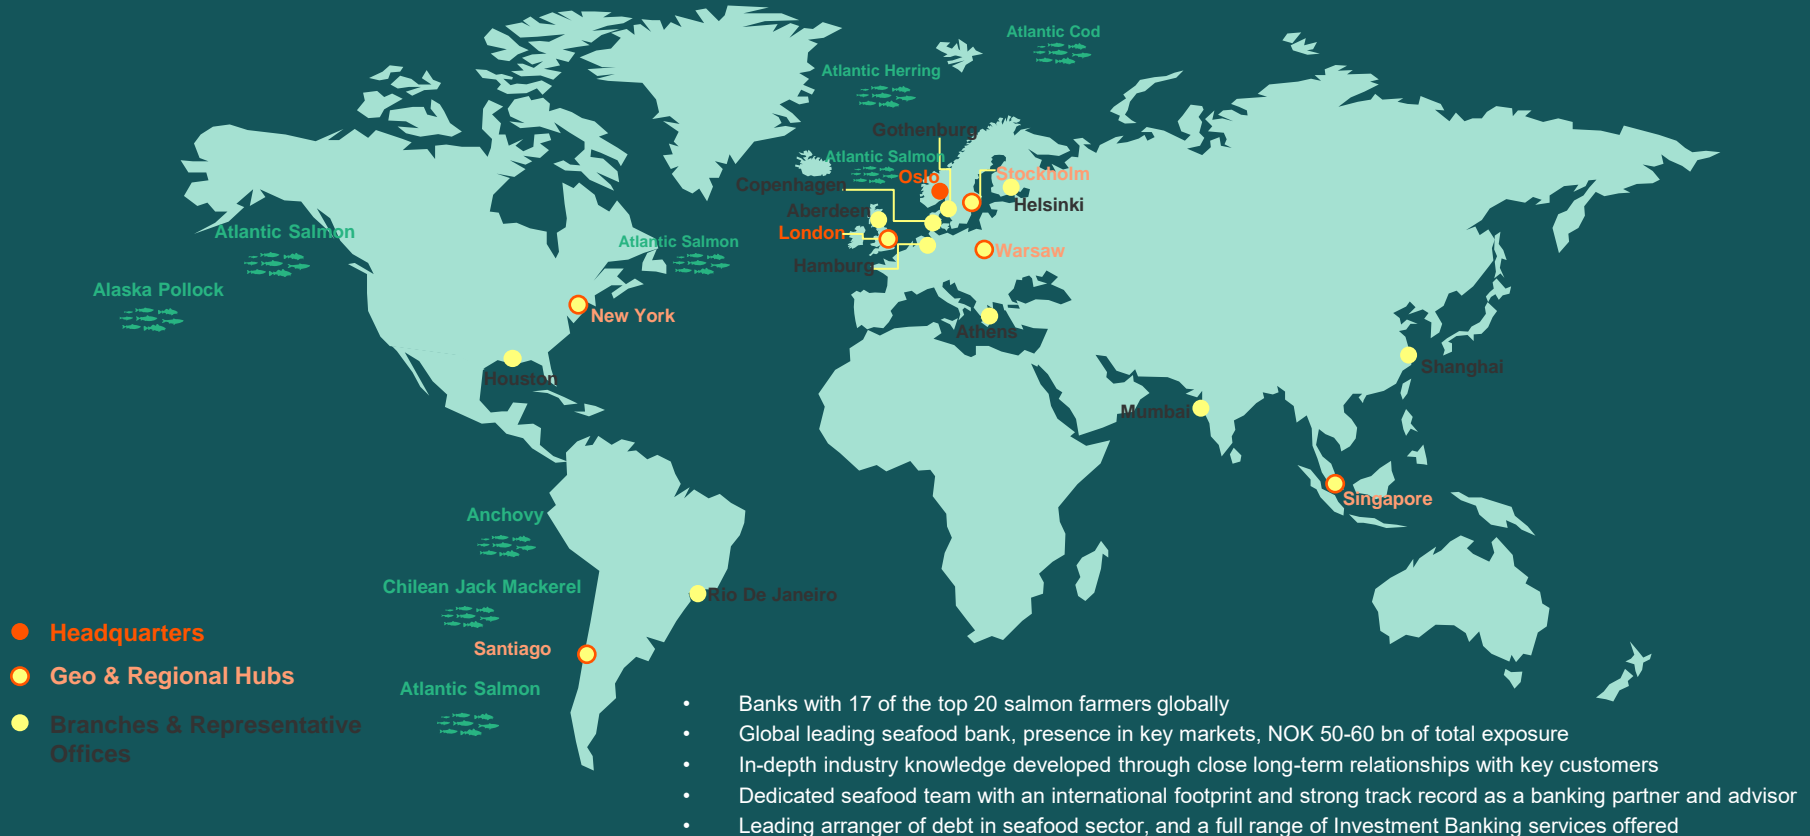 Atlantic Cod
Atlantic Herring
Gothenburg
Atlantic Salmon
Oslo
Stockholm
Copenhagen
Helsinki
Aberdeen
London
Atlantic Salmon
Atlantic Salmon
Warsaw
Hamburg
Alaska Pollock
New York
Athens
Houston
Shanghai
Mumbai
Singapore
Anchovy
Chilean Jack Mackerel
Rio De Janeiro
Santiago
Atlantic Salmon
Headquarters
Geo & Regional Hubs
Branches & Representative
Offices
• Banks with 17 of the top 20 salmon farmers globally
• Global leading seafood bank, presence in key markets, NOK 50-60 bn of total exposure
• In-depth industry knowledge developed through close long-term relationships with key customers
• Dedicated seafood team with an international footprint and strong track record as a banking partner and advisor
• Leading arranger of debt in seafood sector, and a full range of Investment Banking services offered